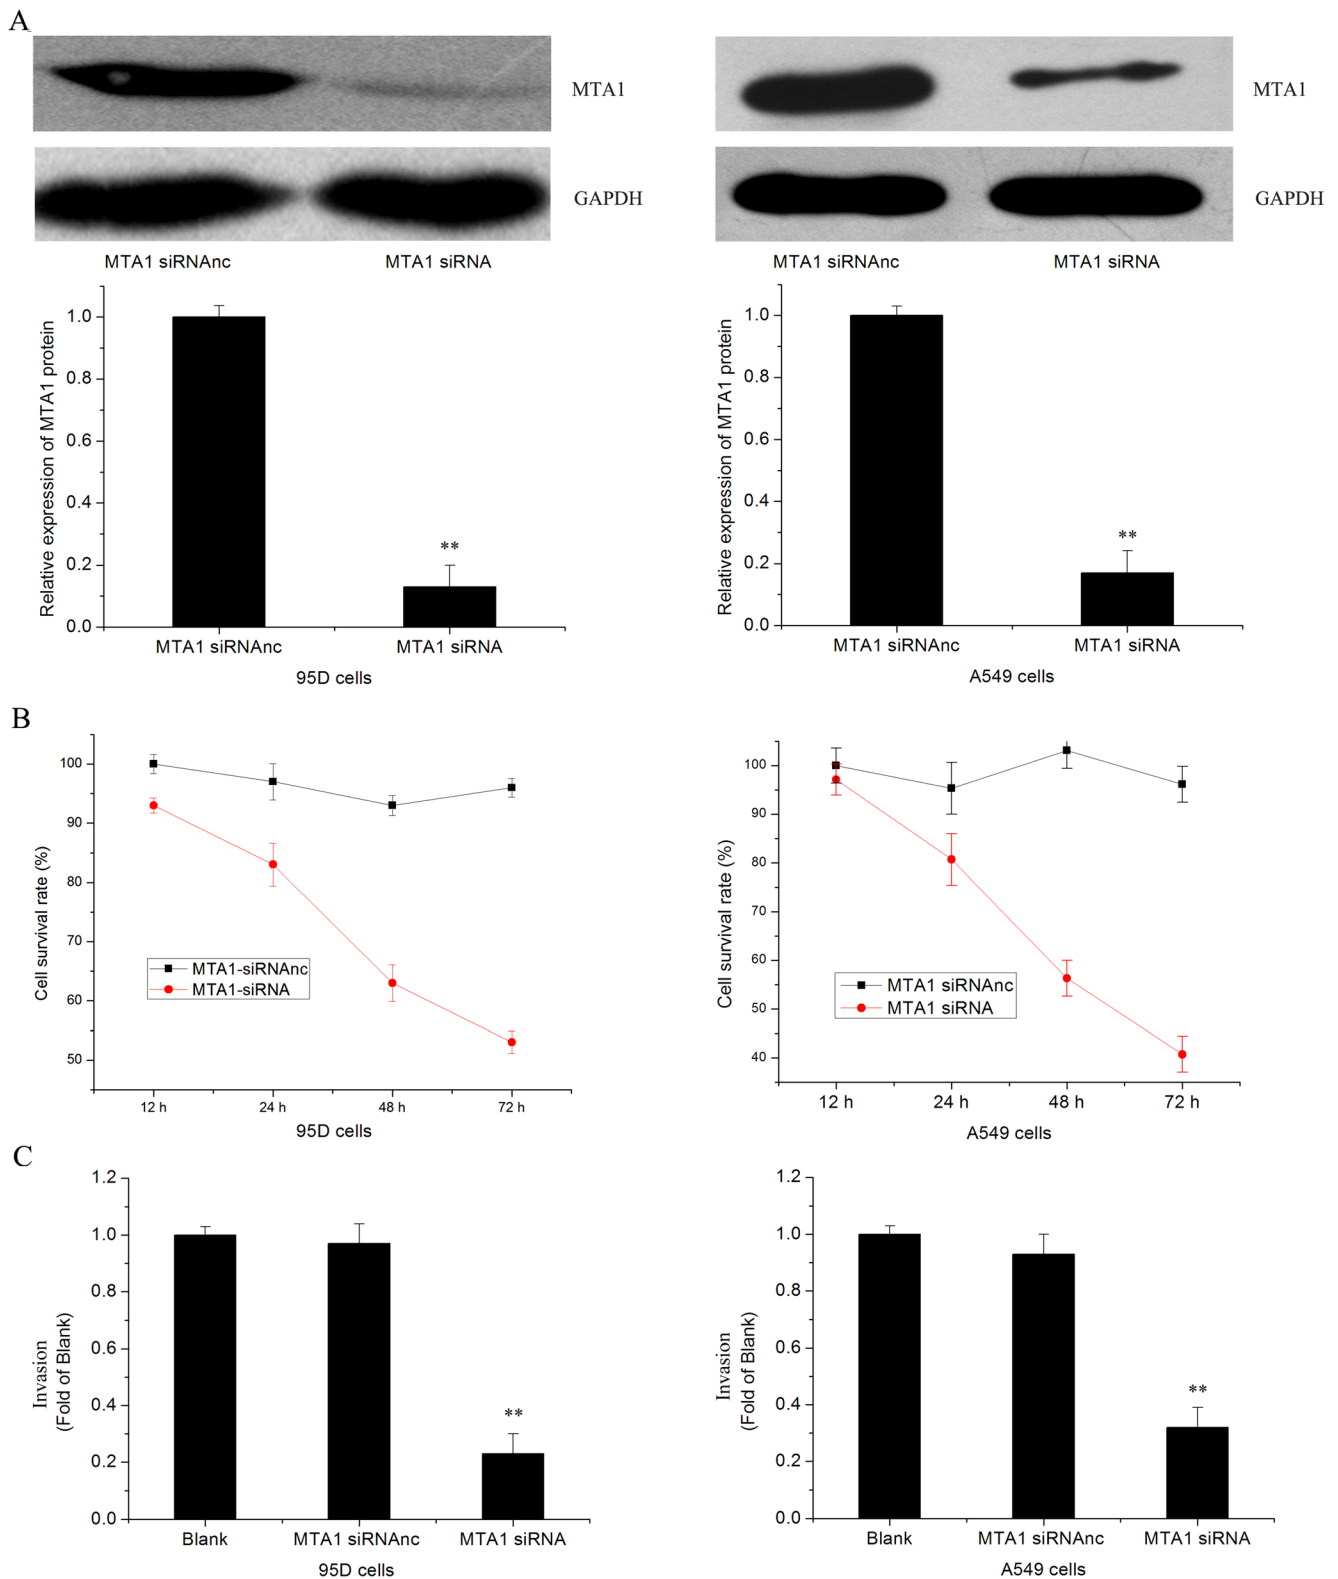 A
MTA1
GAPDH
MTA1 siRNAnc MTA1 siRNA
MTA1
GAPDH
MTA1 siRNAnc MTA1 siRNA
Relative expression of MTA1 protein
1.0
0.8
0.6
0.4
0.2
0.0
**
MTA1 siRNAnc MTA1 siRNA
95D cells
Relative expression of MTA1 protein
1.0
0.8
0.6
0.4
0.2
0.0
**
MTA1 siRNAnc MTA1 siRNA
A549 cells
B
Cell survival rate (%)
100
90
80
70
60
50
MTA1-siRNAnc
MTA1-siRNA
12 h 24 h 48 h 72 h
95D cells
Cell survival rate (%)
100
90
80
70
60
50
40
MTA1 siRNAnc
MTA1 siRNA
12 h 24 h 48 h 72 h
A549 cells
C
Invasion
(Fold of Blank)
1.2
1.0
0.8
0.6
0.4
0.2
0.0
**
Blank MTA1 siRNAnc MTA1 siRNA
95D cells
Invasion
(Fold of Blank)
1.2
1.0
0.8
0.6
0.4
0.2
0.0
**
Blank MTA1 siRNAnc MTA1 siRNA
A549 cells